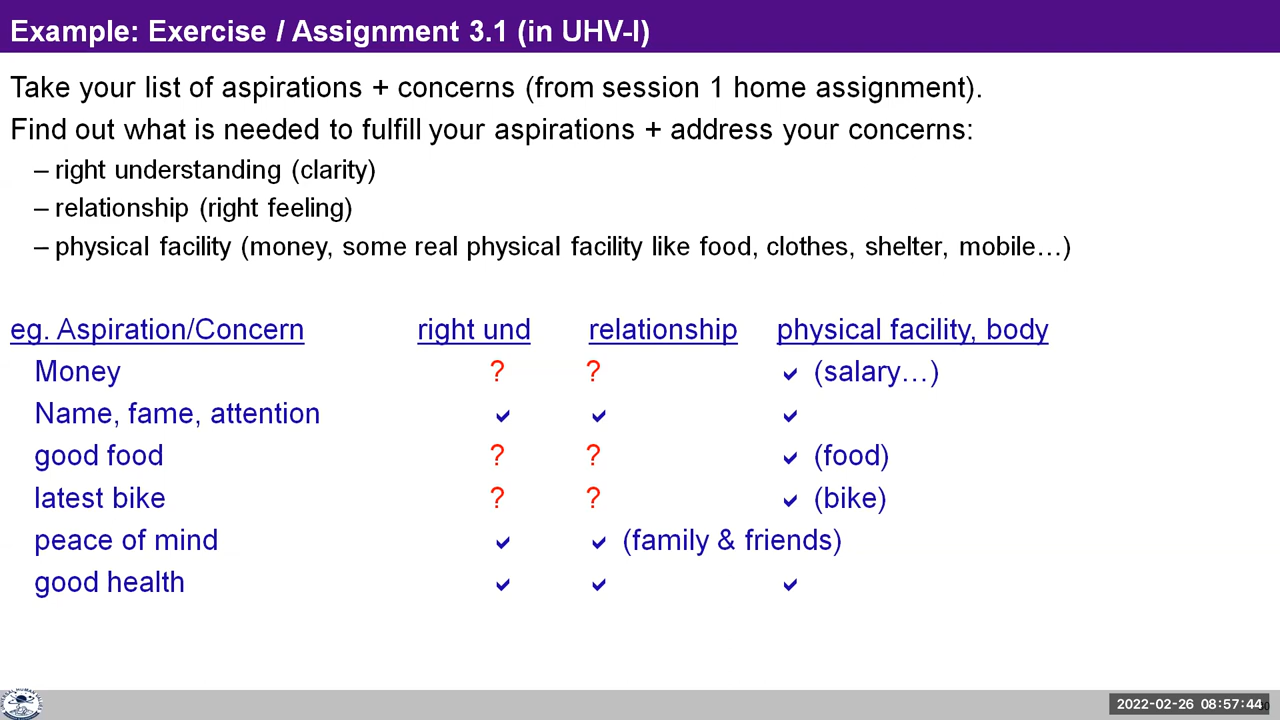 Example: Exercise / Assignment 3.1 (in UHV-I)
Take your list of aspirations + concerns (from session 1 home assignment).
Find out what is needed to fulfill your aspirations + address your concerns:
– right understanding (clarity)
– relationship (right feeling)
– physical facility (money, some real physical facility like food, clothes, shelter, mobile…)
eg. Aspiration/Concern right und relationship physical facility, body
Money ? ? ✓ (salary…)
Name, fame, attention ✓ ✓ ✓
good food ? ? ✓ (food)
latest bike ? ? ✓ (bike)
peace of mind ✓ ✓ (family & friends)
good health ✓ ✓ ✓
2022-02-26 08:57:44